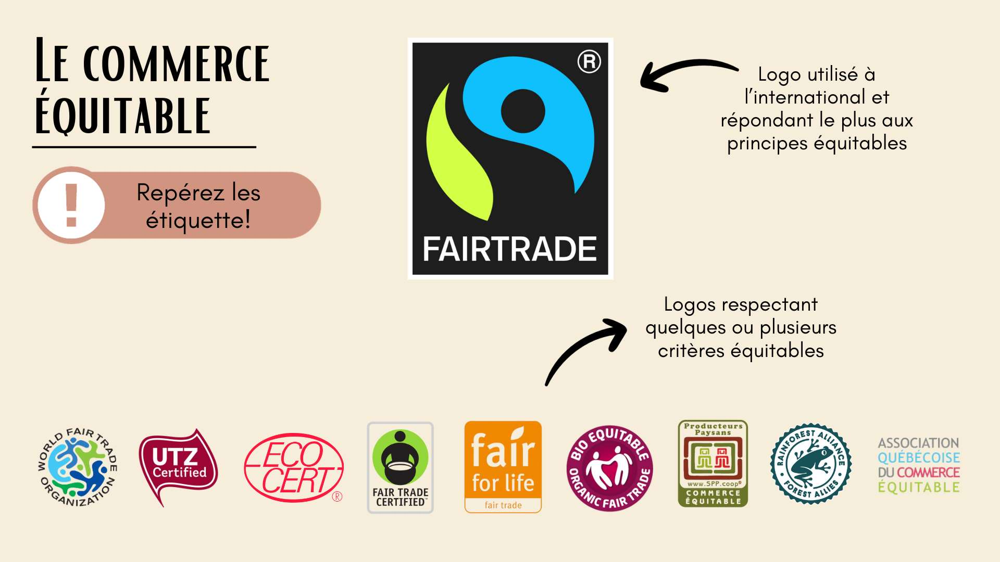 LE COMMERCE
ÉQUITABLE
!
Repérez les
étiquette!
®
FAIRTRADE
Logo utilisé à
l'international et
répondant le plus aux
principes équitables
Logos respectant
quelques ou plusieurs
critères équitables
WORLD FAIR TRADE
ORGANIZATION
UTZ
Certified
ECO
CERT
®
FAIR TRADE
CERTIFIED™
fair
for life
fair trade
BIO EQUITABLE
ORGANIC FAIR TRADE
Producteurs
Paysans
www.SPP.coop®
COMMERCE
ÉQUITABLE
RAINFOREST ALLIANCE
FOREST ALLIES
ASSOCIATION
QUÉBÉCOISE
DU COMMERCE
ÉQUITABLE